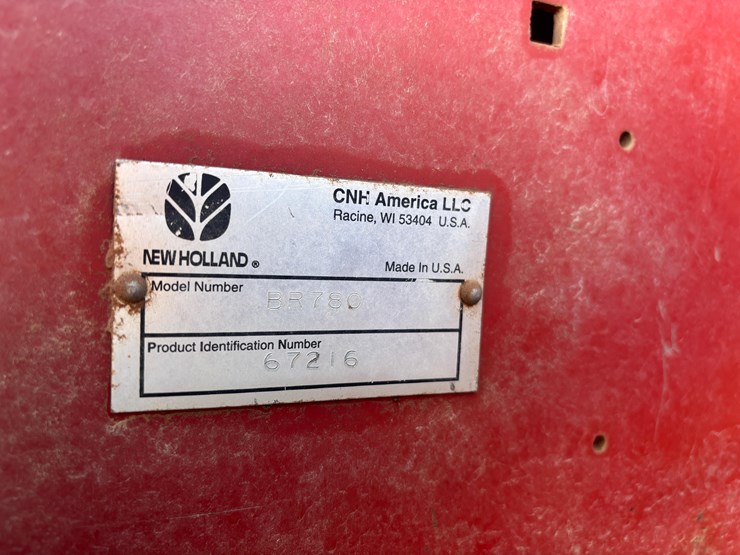 CNH America LLC
Racine, WI 53404 U.S.A.
NEW HOLLAND ®
Made In U.S.A.
Model Number
BR780
Product Identification Number
67216